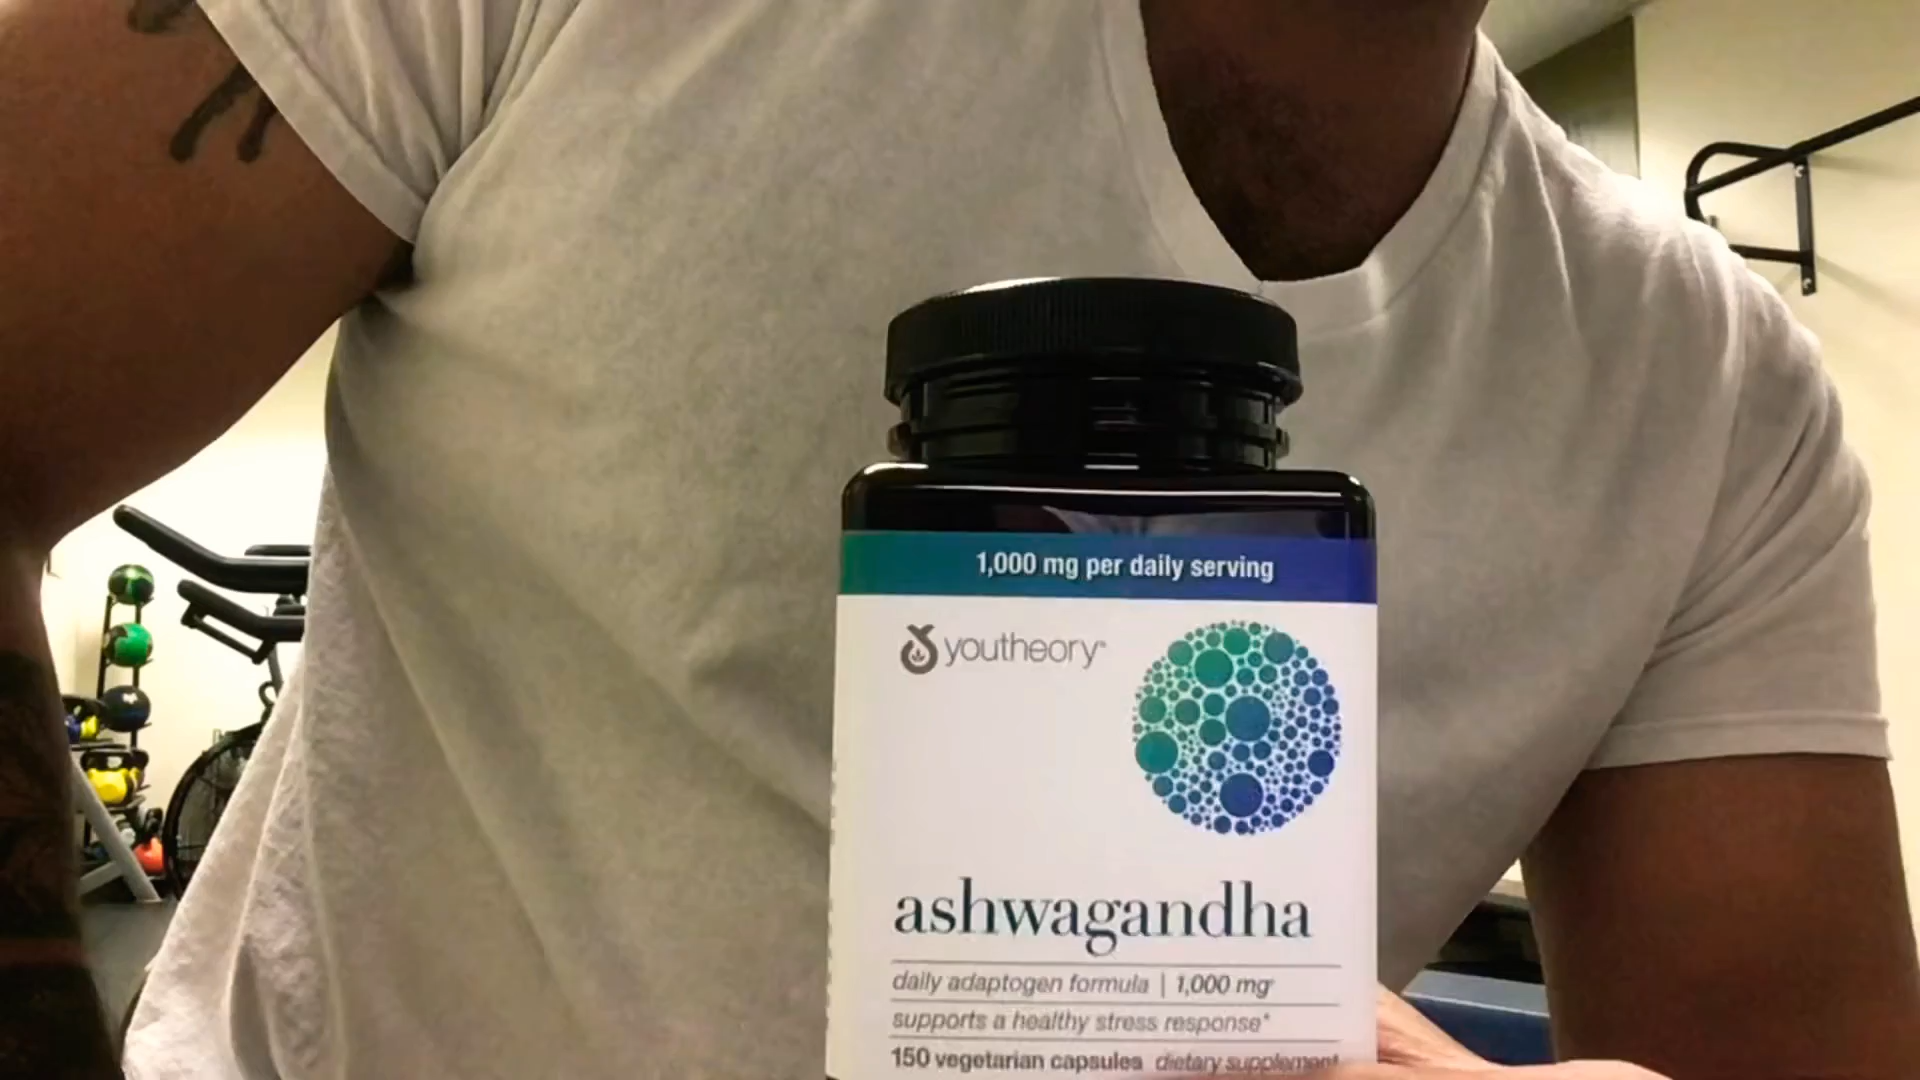 1,000 mg per daily serving
youtheory®
ashwagandha
daily adaptogen formula | 1,000 mg
supports a healthy stress response*
150 vegetarian capsules dietary supplement